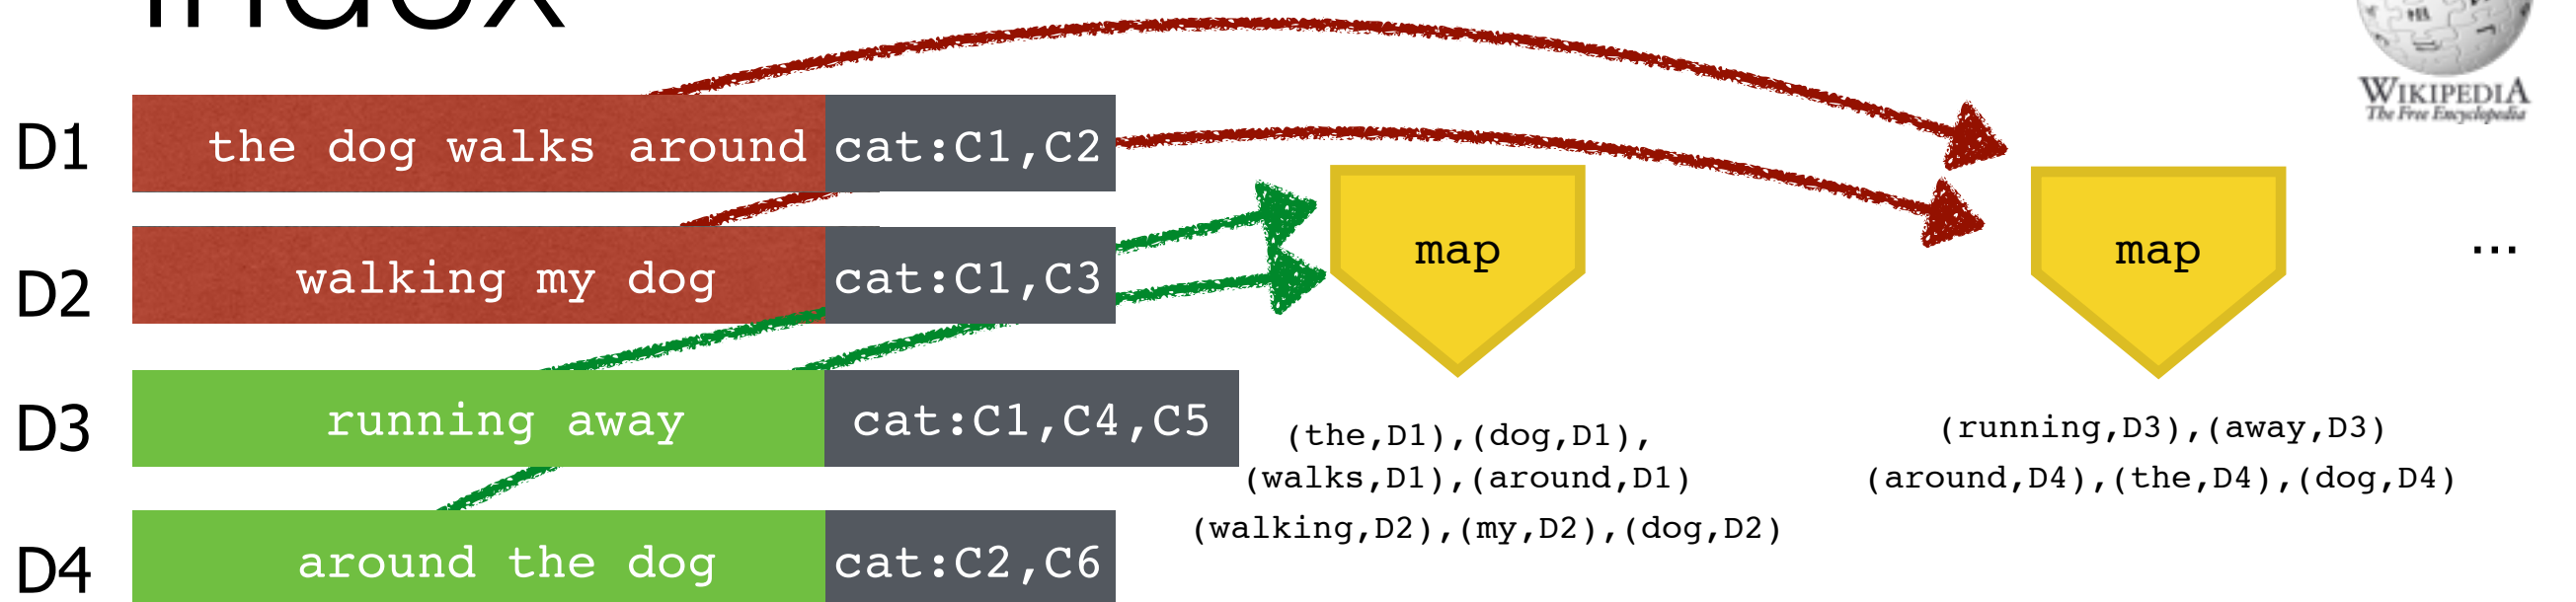 index
D1 the dog walks around cat:C1,C2
D2 walking my dog cat:C1,C3
D3 running away cat:C1,C4,C5
D4 around the dog cat:C2,C6
map
(the,D1),(dog,D1),
(walks,D1),(around,D1)
(walking,D2),(my,D2),(dog,D2)
map
(running,D3),(away,D3)
(around,D4),(the,D4),(dog,D4)
...
WIKIPEDIA
The Free Encyclopedia